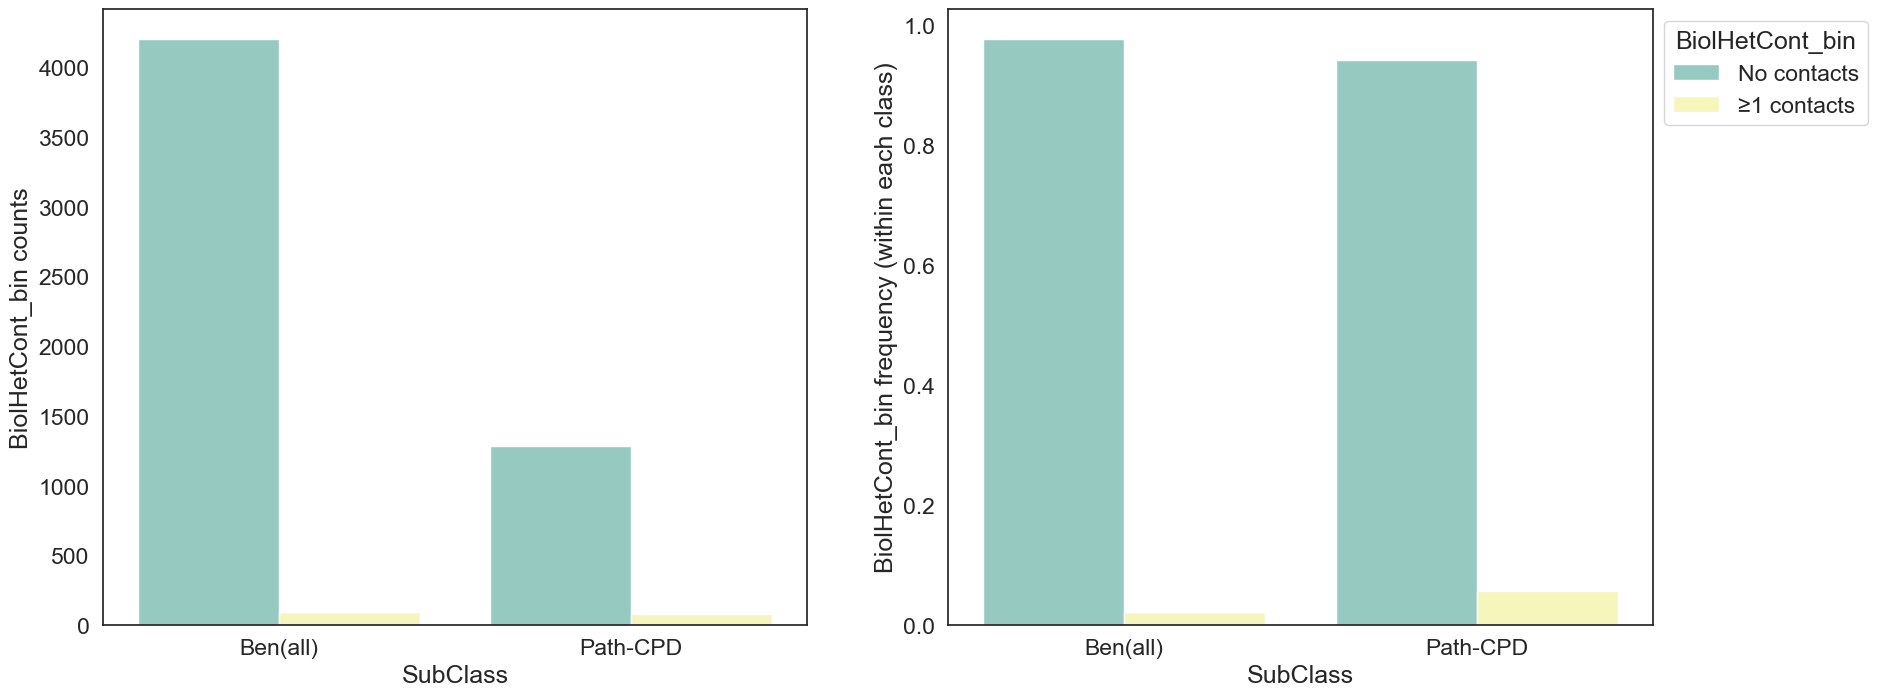 BiolHetCont_bin counts
4000
3500
3000
2500
2000
1500
1000
500
0
Ben(all)
Path-CPD
SubClass
BiolHetCont_bin frequency (within each class)
1.0
0.8
0.6
0.4
0.2
0.0
Ben(all)
Path-CPD
SubClass
BiolHetCont_bin
No contacts
≥1 contacts